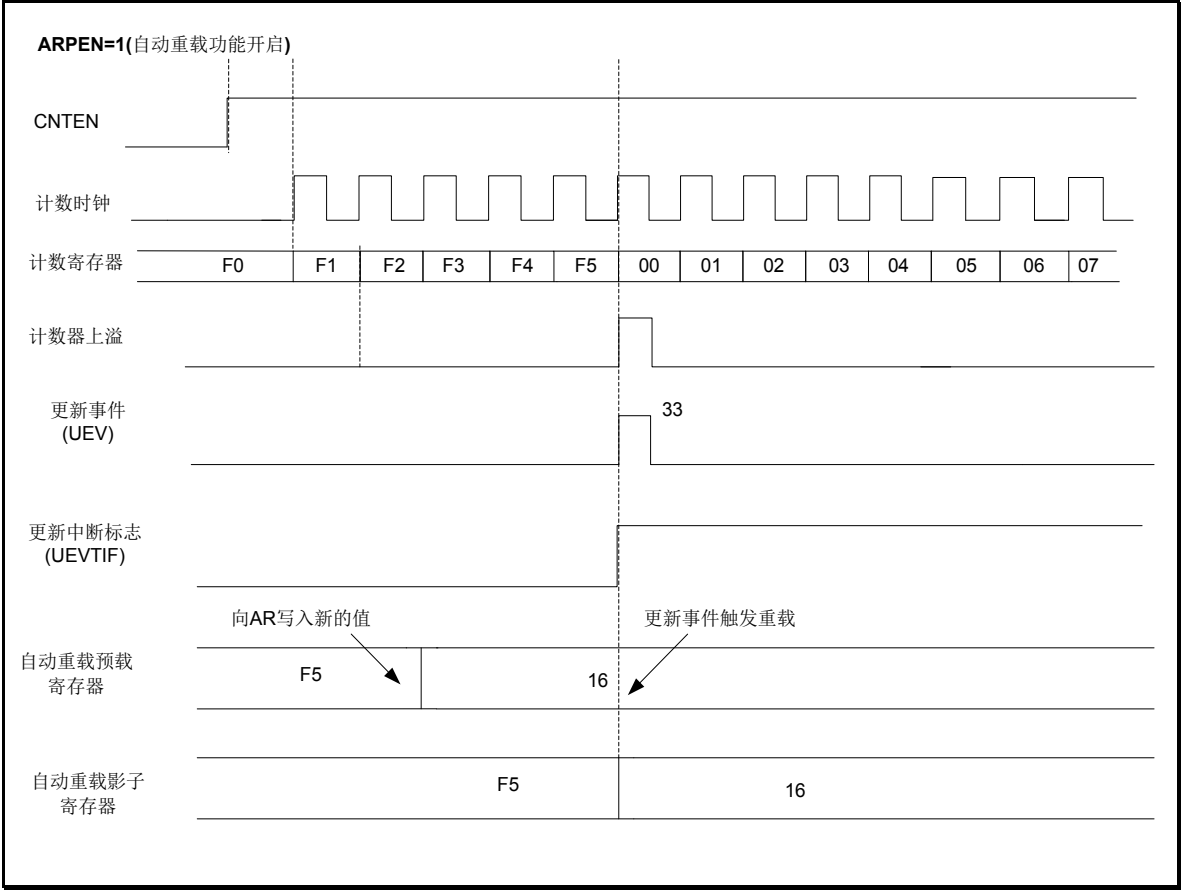 ARPEN=1(自动重载功能开启)
CNTEN
计数时钟
计数寄存器 F0 F1 F2 F3 F4 F5 00 01 02 03 04 05 06 07
计数器上溢
更新事件
(UEV)
33
更新中断标志
(UEVTIF)
向AR写入新的值
更新事件触发重载
自动重载预载
寄存器
F5
16
自动重载影子
寄存器
F5
16